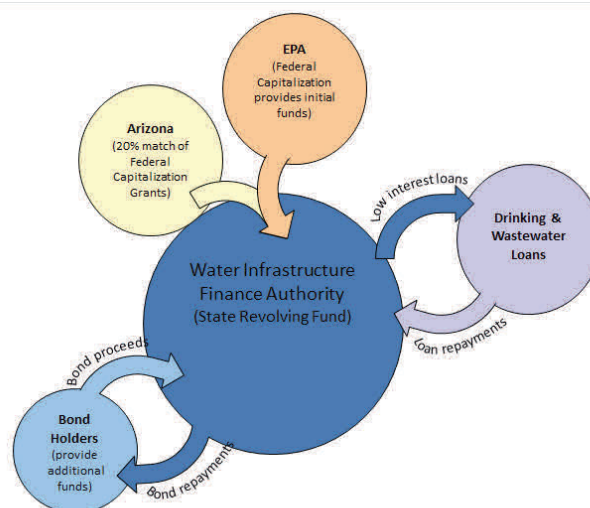 EPA
(Federal
Capitalization
provides initial
funds)
Arizona
(20% match of
Federal
Capitalization
Grants)
Low interest loans
Drinking &
Wastewater
Loans
Water Infrastructure
Finance Authority
(State Revolving Fund)
Loan repayments
Bond proceeds
Bond
Holders
(provide
additional
funds)
Bond repayments